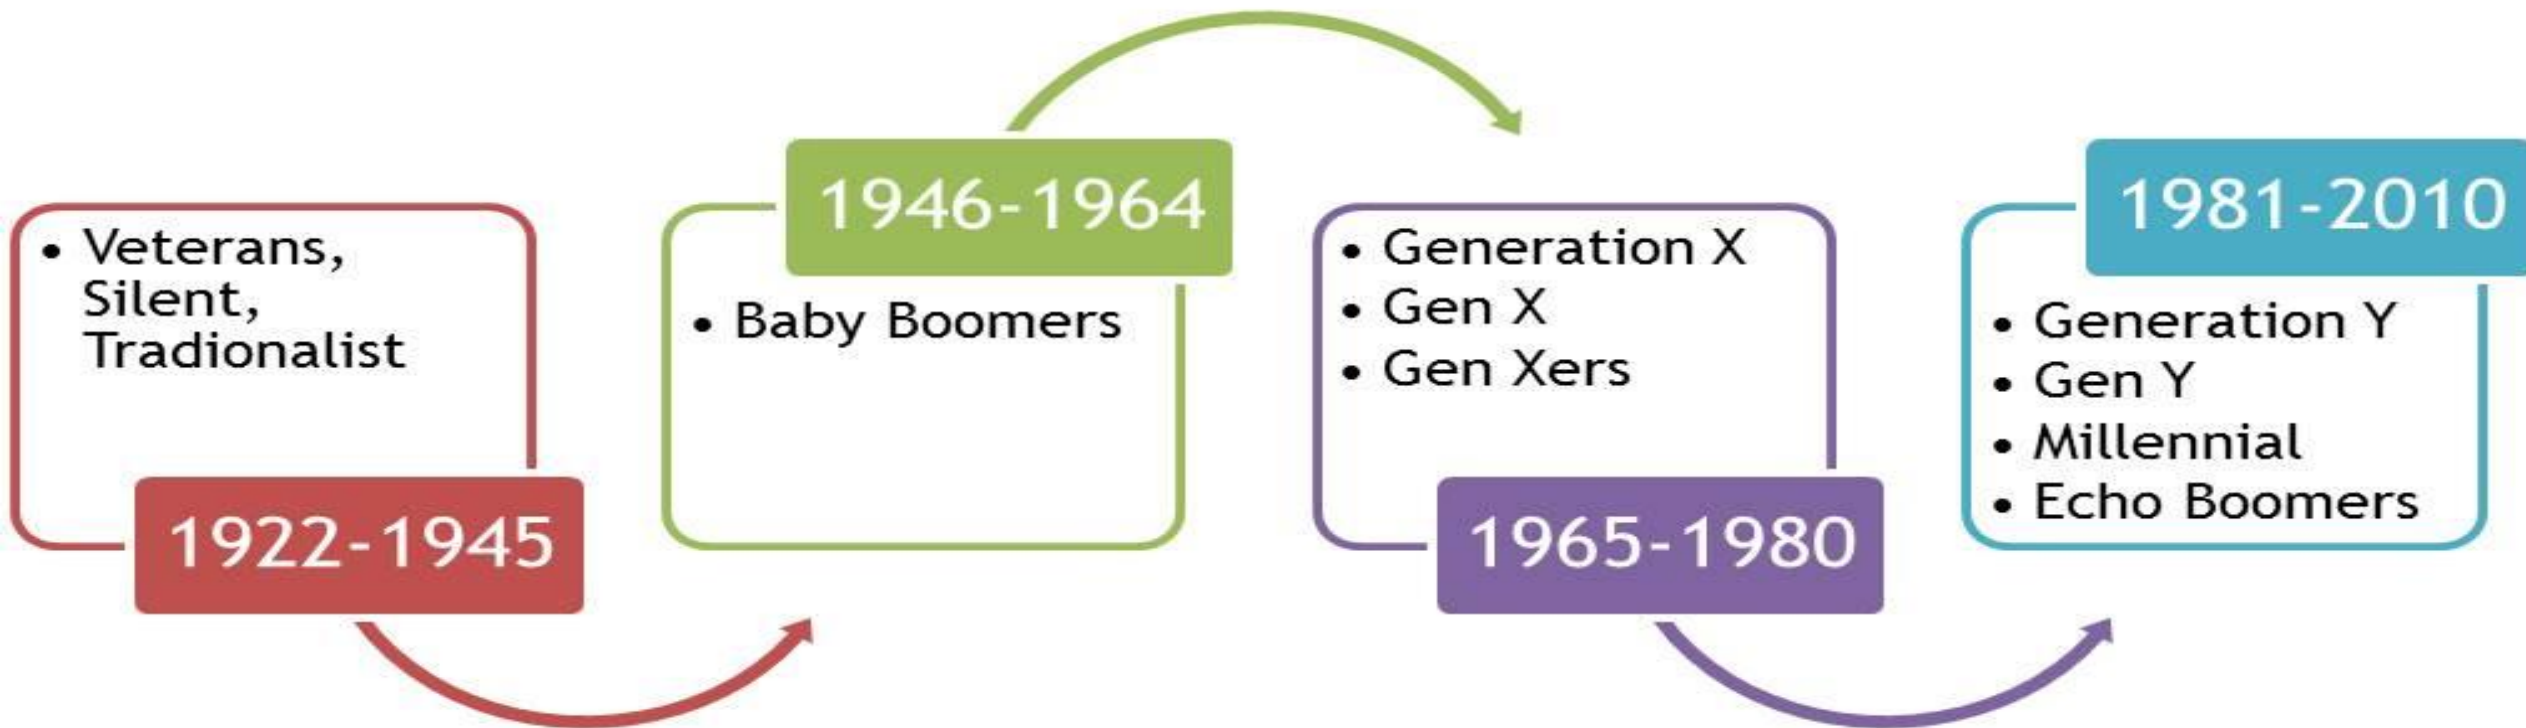 • Veterans,
Silent,
Tradionalist
1922-1945
1946-1964
• Baby Boomers
• Generation X
• Gen X
• Gen Xers
1965-1980
1981-2010
• Generation Y
• Gen Y
• Millennial
• Echo Boomers